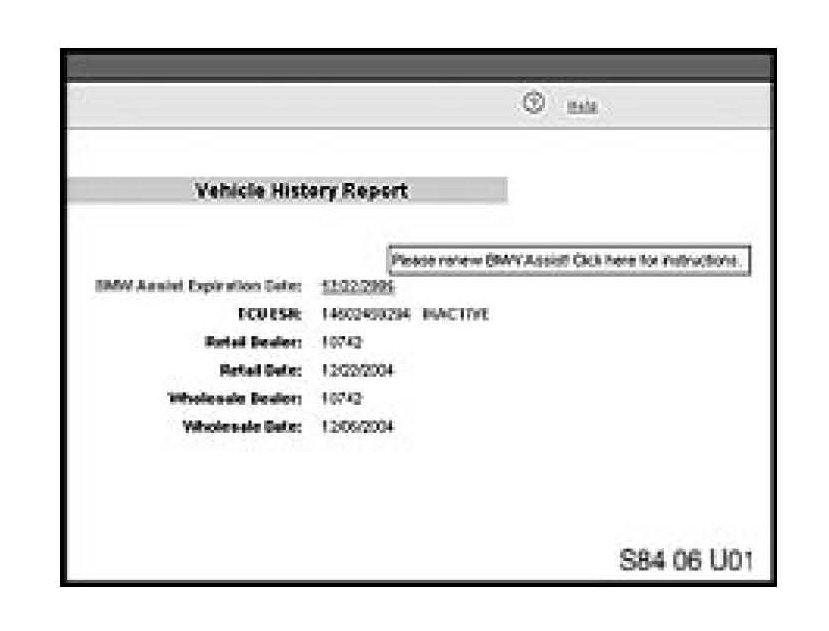 Help
Vehicle History Report
Please renew BMW Assist! Click here for instructions.
BMW Assist Expiration Date: 12/22/2006
TCU ESN: INACTIVE
Retail Dealer: 10742
Retail Date: 12/22/2004
Wholesale Dealer: 10742
Wholesale Date: 12/06/2004
S84 06 U01